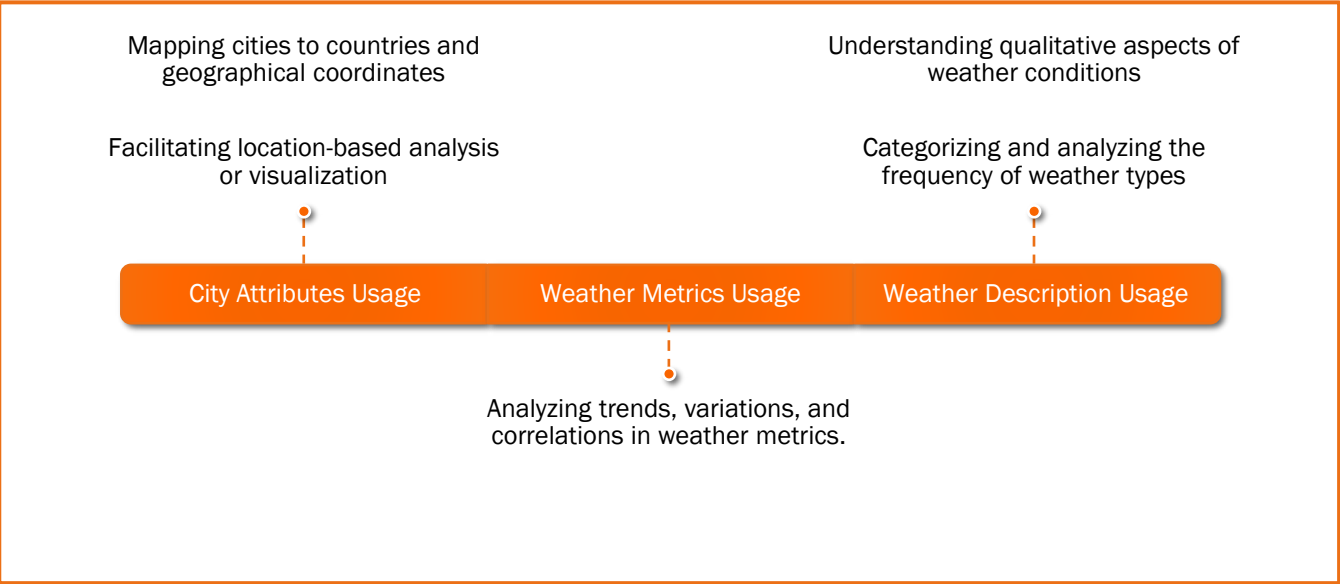 Mapping cities to countries and
geographical coordinates
Facilitating location-based analysis
or visualization
Understanding qualitative aspects of
weather conditions
Categorizing and analyzing the
frequency of weather types
City Attributes Usage
Weather Metrics Usage
Weather Description Usage
Analyzing trends, variations, and
correlations in weather metrics.